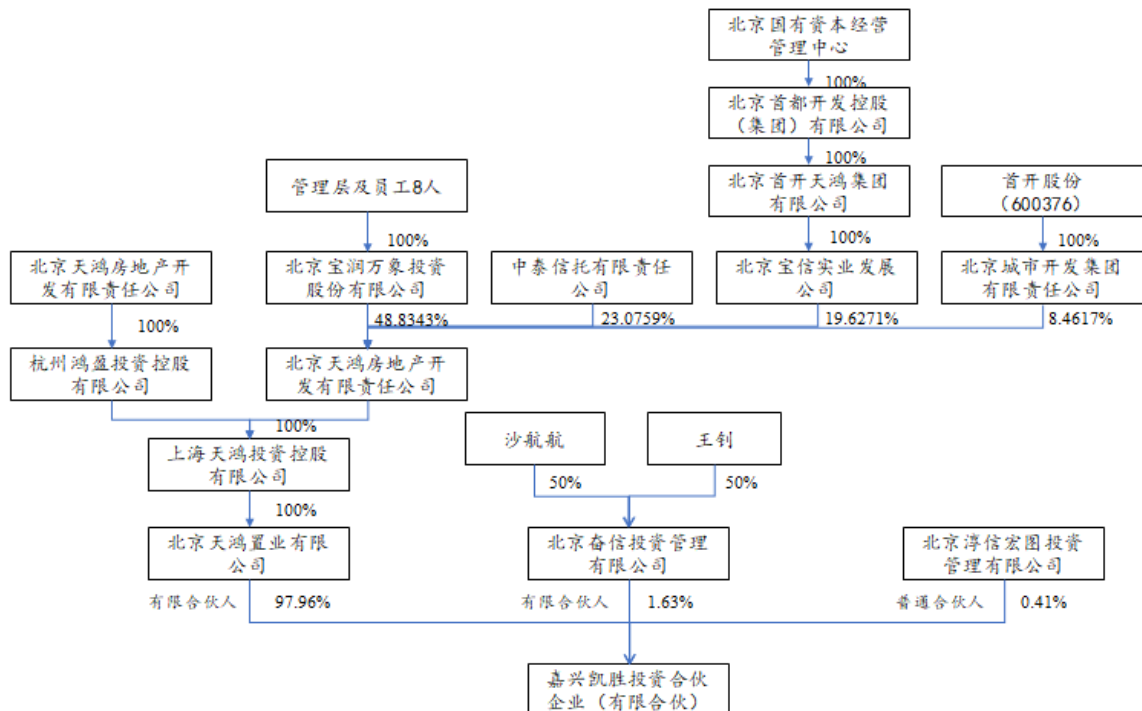 北京国有资本经营
管理中心
100%
北京首都开发控股
（集团）有限公司
100%
管理层及员工8人
北京首开天鸿集团
有限公司
首开股份
（600376）
100%
100%
100%
北京天鸿房地产开
发有限责任公司
北京宝润万象投资
股份有限公司
中泰信托有限责任
公司
北京宝信实业发展
公司
北京城市开发集团
有限责任公司
100%
48.8343%
23.0759%
19.6271%
8.4617%
杭州鸿盈投资控股
有限公司
北京天鸿房地产开
发有限责任公司
100%
沙航航
王钊
上海天鸿投资控股
有限公司
50%
50%
100%
北京天鸿置业有限
公司
北京奋信投资管理
有限公司
北京淳信宏图投资
管理有限公司
有限合伙人
97.96%
有限合伙人
1.63%
普通合伙人
0.41%
嘉兴凯胜投资合伙
企业（有限合伙）